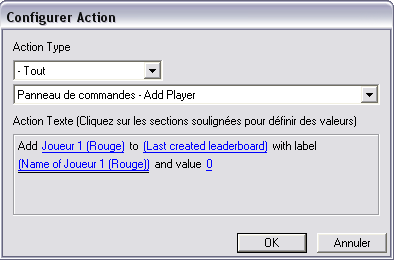 Configurer Action
Action Type
- Tout
Panneau de commandes - Add Player
Action Texte (Cliquez sur les sections soulignées pour définir des valeurs)
Add Joueur 1 (Rouge) to (Last created leaderboard) with label
(Name of Joueur 1 (Rouge)) and value 0
OK Annuler